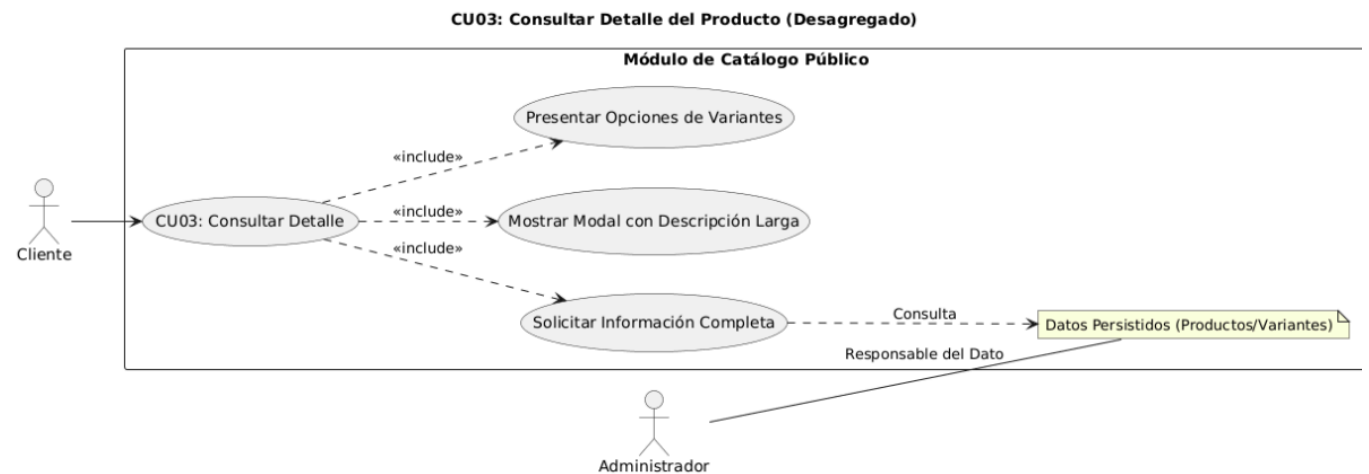 CU03: Consultar Detalle del Producto (Desagregado)
Módulo de Catálogo Público
Presentar Opciones de Variantes
«include»
Cliente
CU03: Consultar Detalle
«include»
Mostrar Modal con Descripción Larga
«include»
Solicitar Información Completa
Consulta
Datos Persistidos (Productos/Variantes)
Responsable del Dato
Administrador